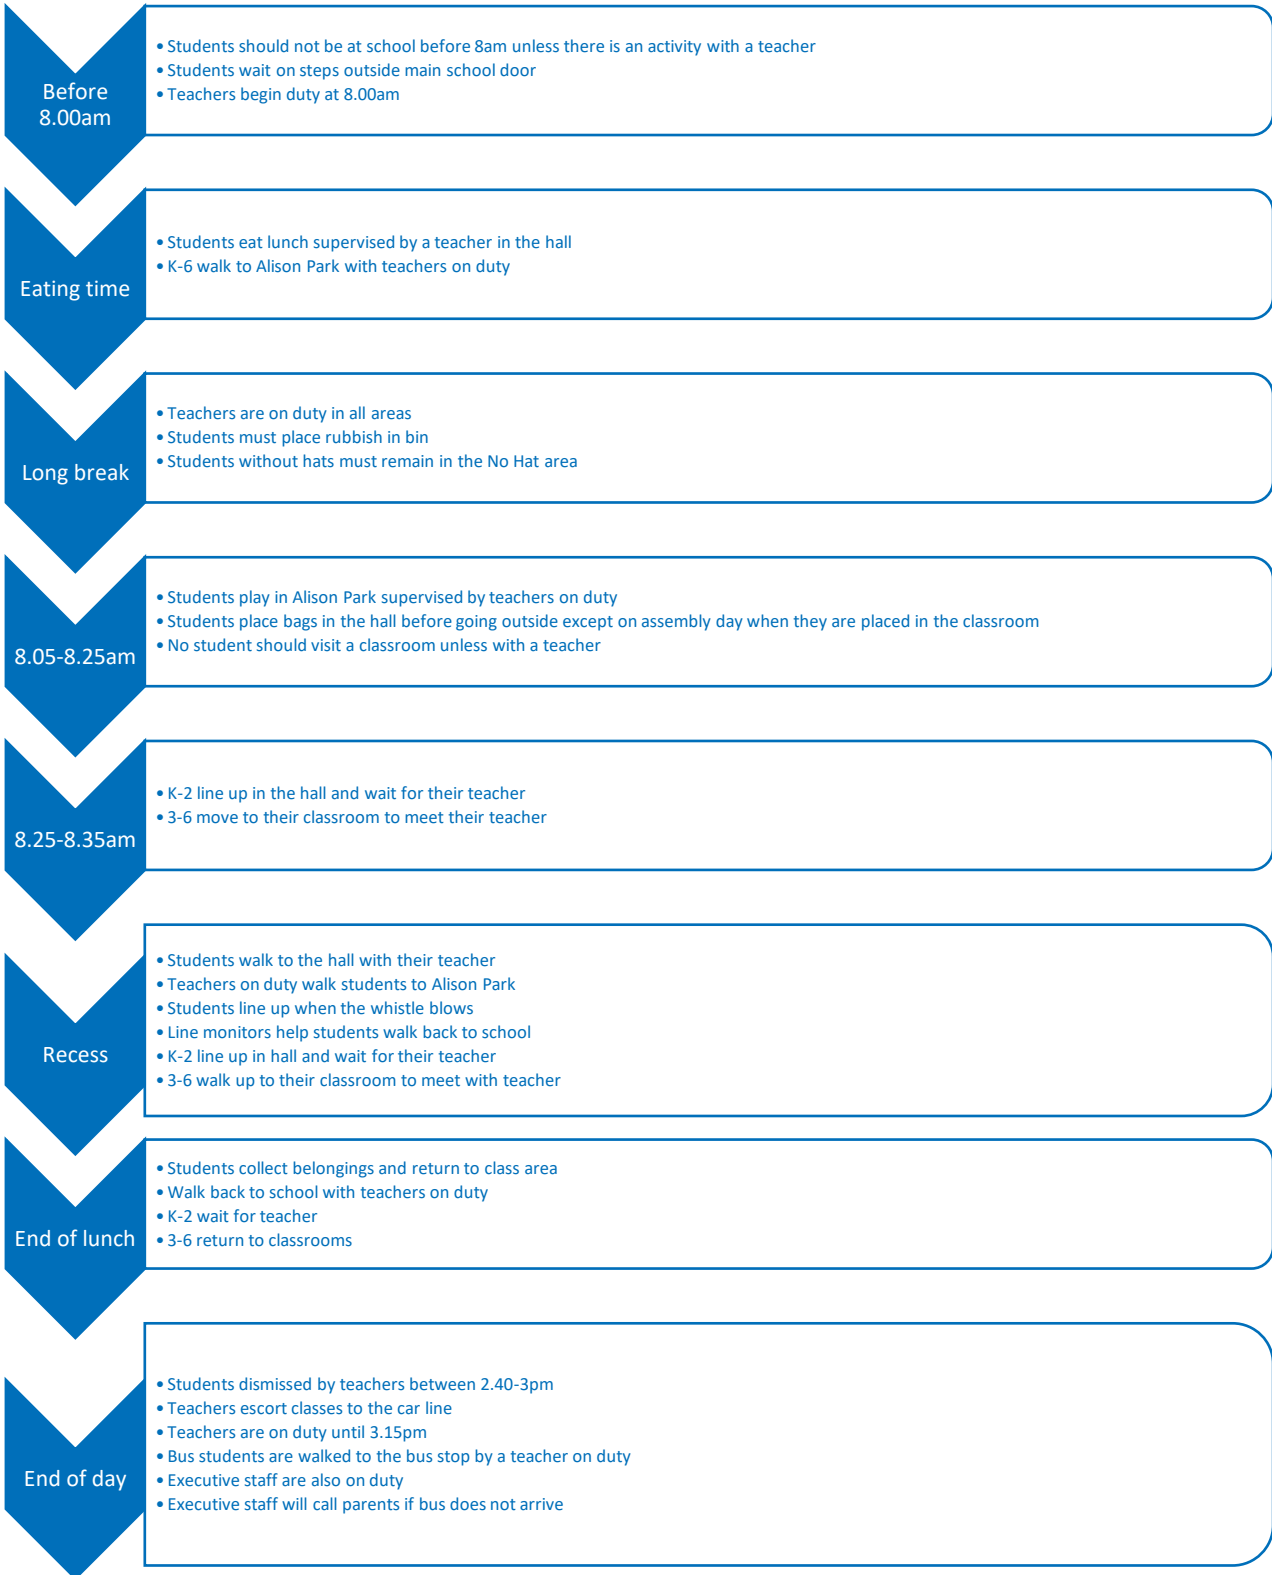 Before
8.00am
• Students should not be at school before 8am unless there is an activity with a teacher
• Students wait on steps outside main school door
• Teachers begin duty at 8.00am
Eating time
• Students eat lunch supervised by a teacher in the hall
• K-6 walk to Alison Park with teachers on duty
Long break
• Teachers are on duty in all areas
• Students must place rubbish in bin
• Students without hats must remain in the No Hat area
8.05-8.25am
• Students play in Alison Park supervised by teachers on duty
• Students place bags in the hall before going outside except on assembly day when they are placed in the classroom
• No student should visit a classroom unless with a teacher
8.25-8.35am
• K-2 line up in the hall and wait for their teacher
• 3-6 move to their classroom to meet their teacher
Recess
• Students walk to the hall with their teacher
• Teachers on duty walk students to Alison Park
• Students line up when the whistle blows
• Line monitors help students walk back to school
• K-2 line up in hall and wait for their teacher
• 3-6 walk up to their classroom to meet with teacher
End of lunch
• Students collect belongings and return to class area
• Walk back to school with teachers on duty
• K-2 wait for teacher
• 3-6 return to classrooms
End of day
• Students dismissed by teachers between 2.40-3pm
• Teachers escort classes to the car line
• Teachers are on duty until 3.15pm
• Bus students are walked to the bus stop by a teacher on duty
• Executive staff are also on duty
• Executive staff will call parents if bus does not arrive